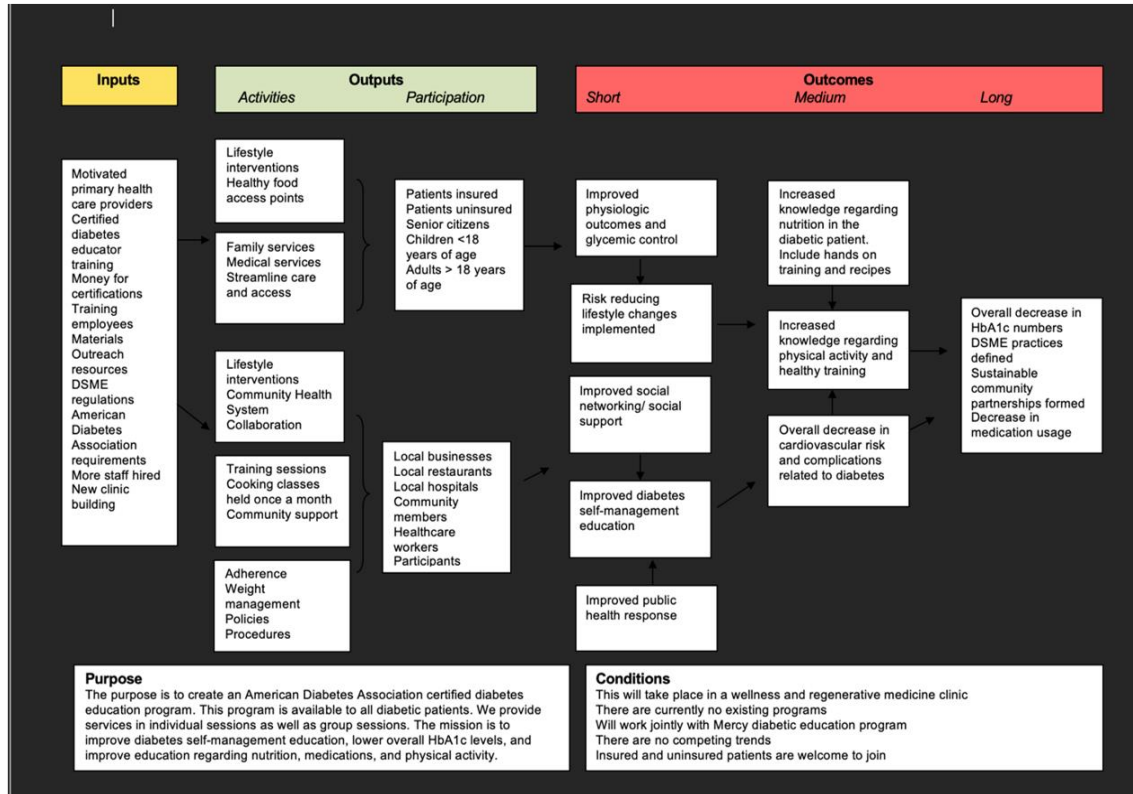 Inputs
Outputs
Activities
Participation
Outcomes
Short
Medium
Long
Motivated
primary health
care providers
Certified
diabetes
educator
training
Money for
certifications
Training
employees
Materials
Outreach
resources
DSME
regulations
American
Diabetes
Association
requirements
More staff hired
New clinic
building
Lifestyle
interventions
Healthy food
access points
Family services
Medical services
Streamline care
and access
Lifestyle
interventions
Community Health
System
Collaboration
Training sessions
Cooking classes
held once a month
Community support
Adherence
Weight
management
Policies
Procedures
Patients insured
Patients uninsured
Senior citizens
Children <18
years of age
Adults > 18 years
of age
Local businesses
Local restaurants
Local hospitals
Community
members
Healthcare
workers
Participants
Improved
physiologic
outcomes and
glycemic control
Risk reducing
lifestyle changes
implemented
Improved social
networking/ social
support
Improved diabetes
self-management
education
Improved public
health response
Increased
knowledge regarding
nutrition in the
diabetic patient.
Include hands on
training and recipes
Increased
knowledge regarding
physical activity and
healthy training
Overall decrease in
cardiovascular risk
and complications
related to diabetes
Overall decrease in
HbA1c numbers
DSME practices
defined
Sustainable
community
partnerships formed
Decrease in
medication usage
Purpose
The purpose is to create an American Diabetes Association certified diabetes
education program. This program is available to all diabetic patients. We provide
services in individual sessions as well as group sessions. The mission is to
improve diabetes self-management education, lower overall HbA1c levels, and
improve education regarding nutrition, medications, and physical activity.
Conditions
This will take place in a wellness and regenerative medicine clinic
There are currently no existing programs
Will work jointly with Mercy diabetic education program
There are no competing trends
Insured and uninsured patients are welcome to join